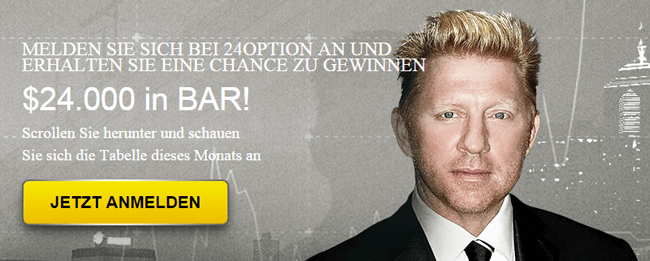 MELDEN SIE SICH BEI 24OPTION AN UND
ERHALTEN SIE EINE CHANCE ZU GEWINNEN
$24.000 in BAR!
Scrollen Sie herunter und schauen
Sie sich die Tabelle dieses Monats an
JETZT ANMELDEN